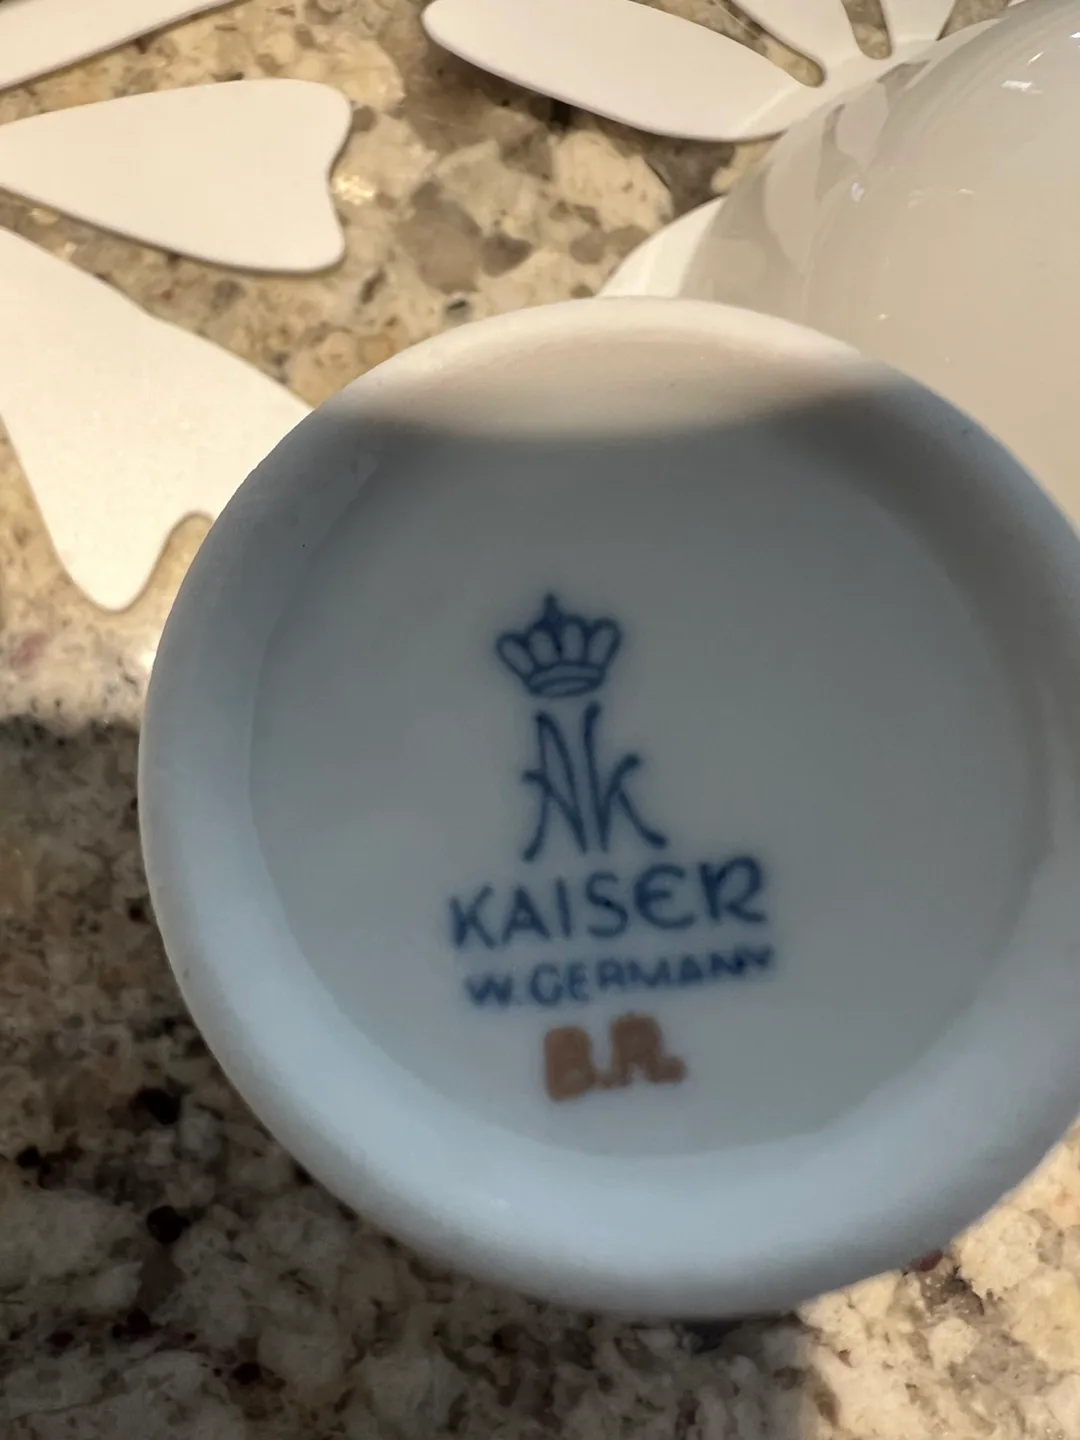 AK
KAISER
W. GERMANY
B.R.